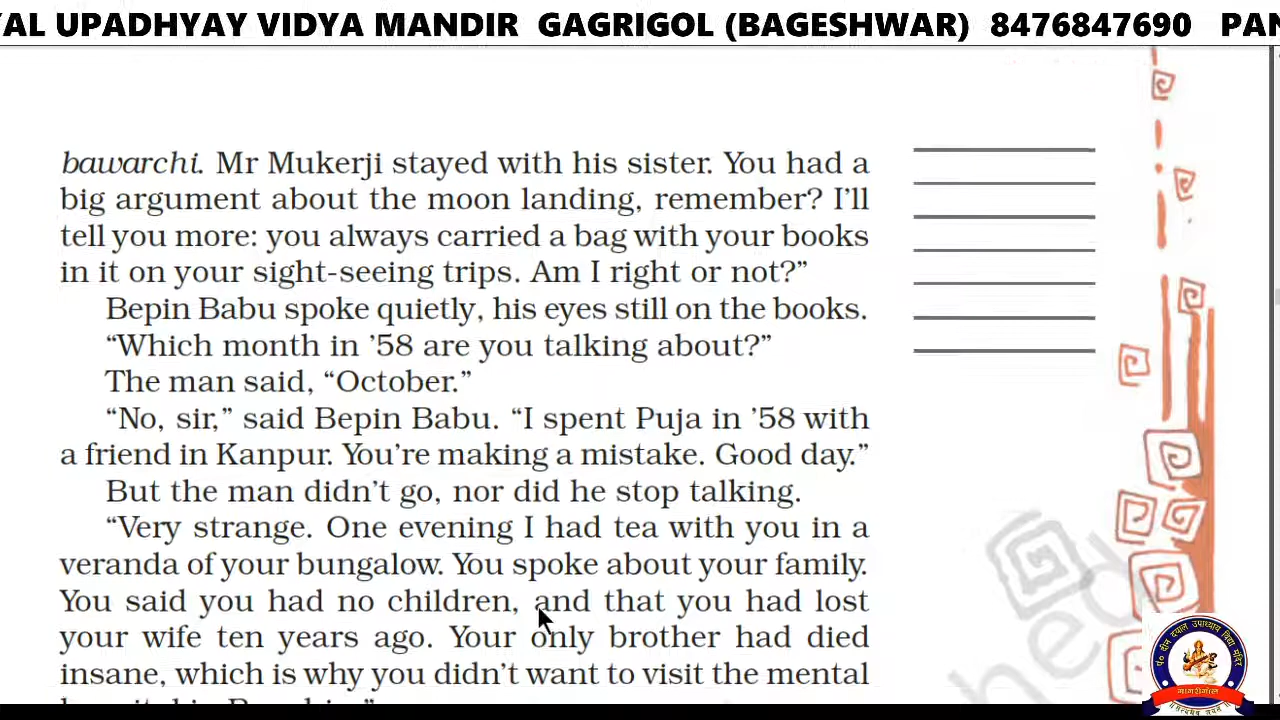 YAL UPADHYAY VIDYA MANDIR GAGRIGOL (BAGESHWAR) 8476847690 PAN
bawarchi. Mr Mukerji stayed with his sister. You had a
big argument about the moon landing, remember? I’ll
tell you more: you always carried a bag with your books
in it on your sight-seeing trips. Am I right or not?”
Bepin Babu spoke quietly, his eyes still on the books.
“Which month in ’58 are you talking about?”
The man said, “October.”
“No, sir,” said Bepin Babu. “I spent Puja in ’58 with
a friend in Kanpur. You’re making a mistake. Good day.”
But the man didn’t go, nor did he stop talking.
“Very strange. One evening I had tea with you in a
veranda of your bungalow. You spoke about your family.
You said you had no children, and that you had lost
your wife ten years ago. Your only brother had died
insane, which is why you didn’t want to visit the mental
पं० दीन दयाल उपाध्याय विद्या मंदिर
गागरीगोल